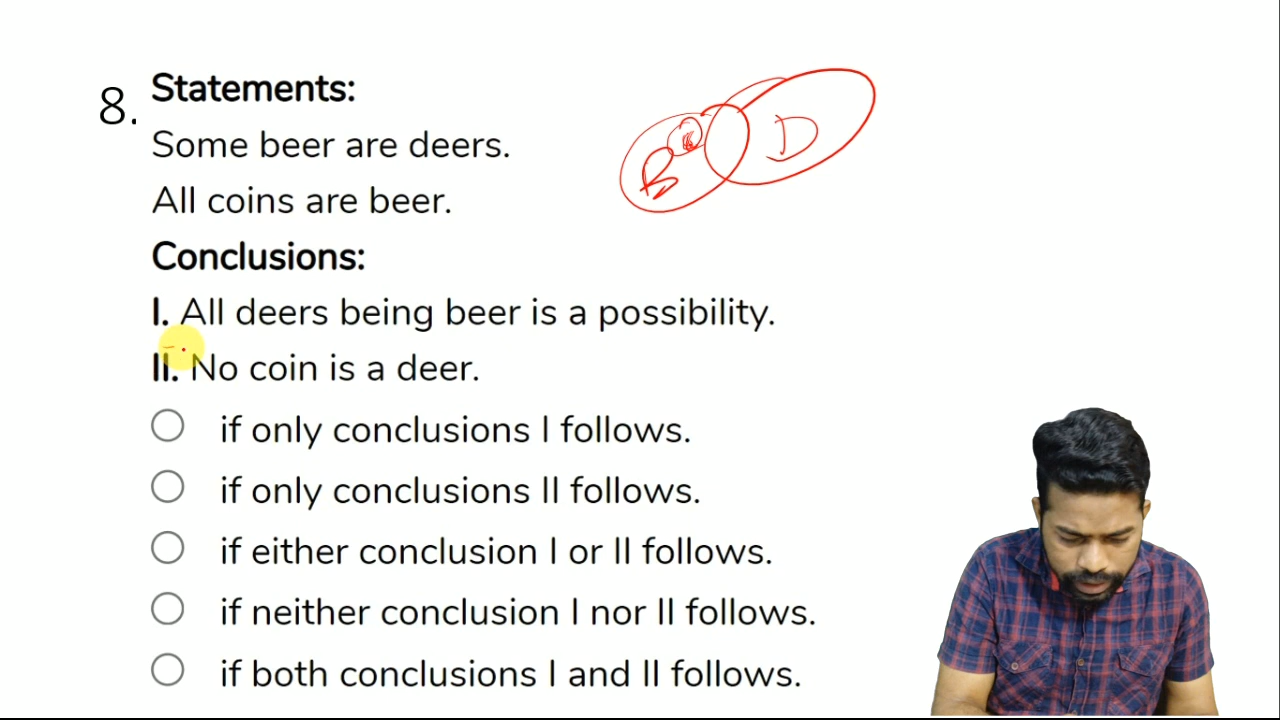 8. Statements:
Some beer are deers.
All coins are beer.
Conclusions:
I. All deers being beer is a possibility.
II. No coin is a deer.
if only conclusions I follows.
if only conclusions II follows.
if either conclusion I or II follows.
if neither conclusion I nor II follows.
if both conclusions I and II follows.
B
D